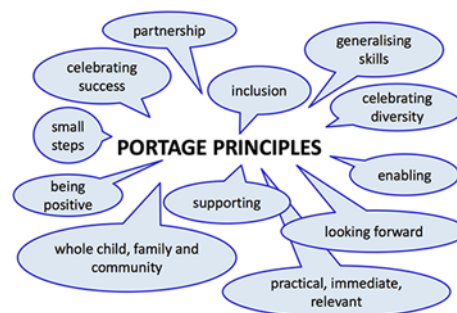 partnership
generalising
skills
celebrating
success
inclusion
celebrating
diversity
small
steps
PORTAGE PRINCIPLES
being
positive
supporting
enabling
whole child, family and
community
looking forward
practical, immediate,
relevant